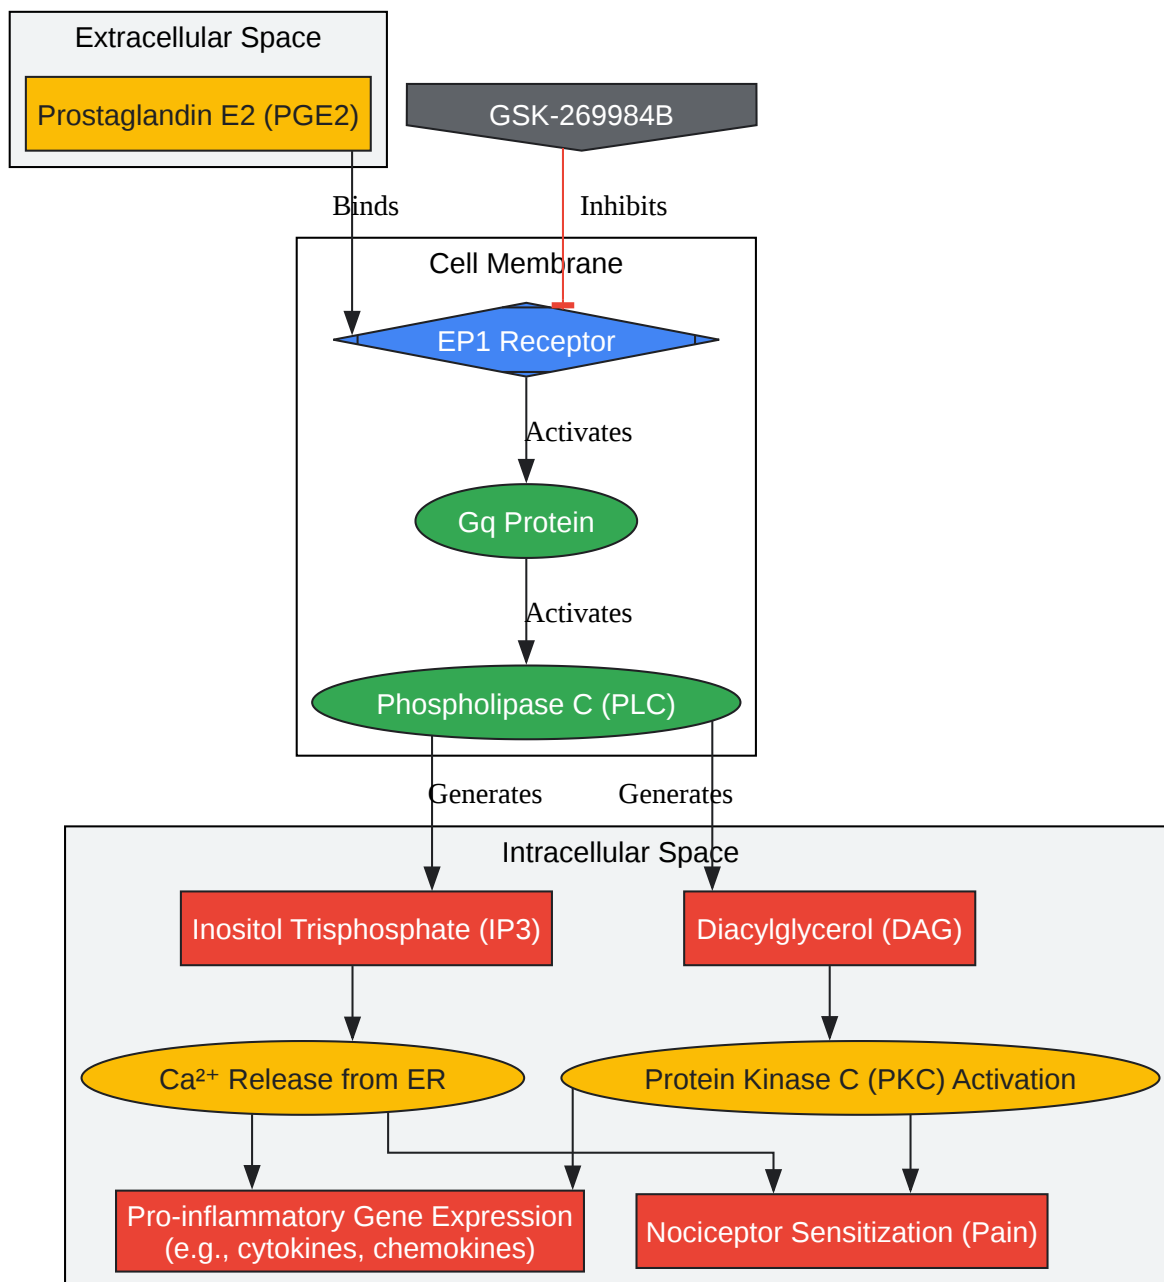 Extracellular Space
Prostaglandin E2 (PGE2)
GSK-269984B
Binds
Inhibits
Cell Membrane
EP1 Receptor
Activates
Gq Protein
Activates
Phospholipase C (PLC)
Generates
Generates
Intracellular Space
Inositol Trisphosphate (IP3)
Diacylglycerol (DAG)
Ca²⁺ Release from ER
Protein Kinase C (PKC) Activation
Pro-inflammatory Gene Expression
(e.g., cytokines, chemokines)
Nociceptor Sensitization (Pain)